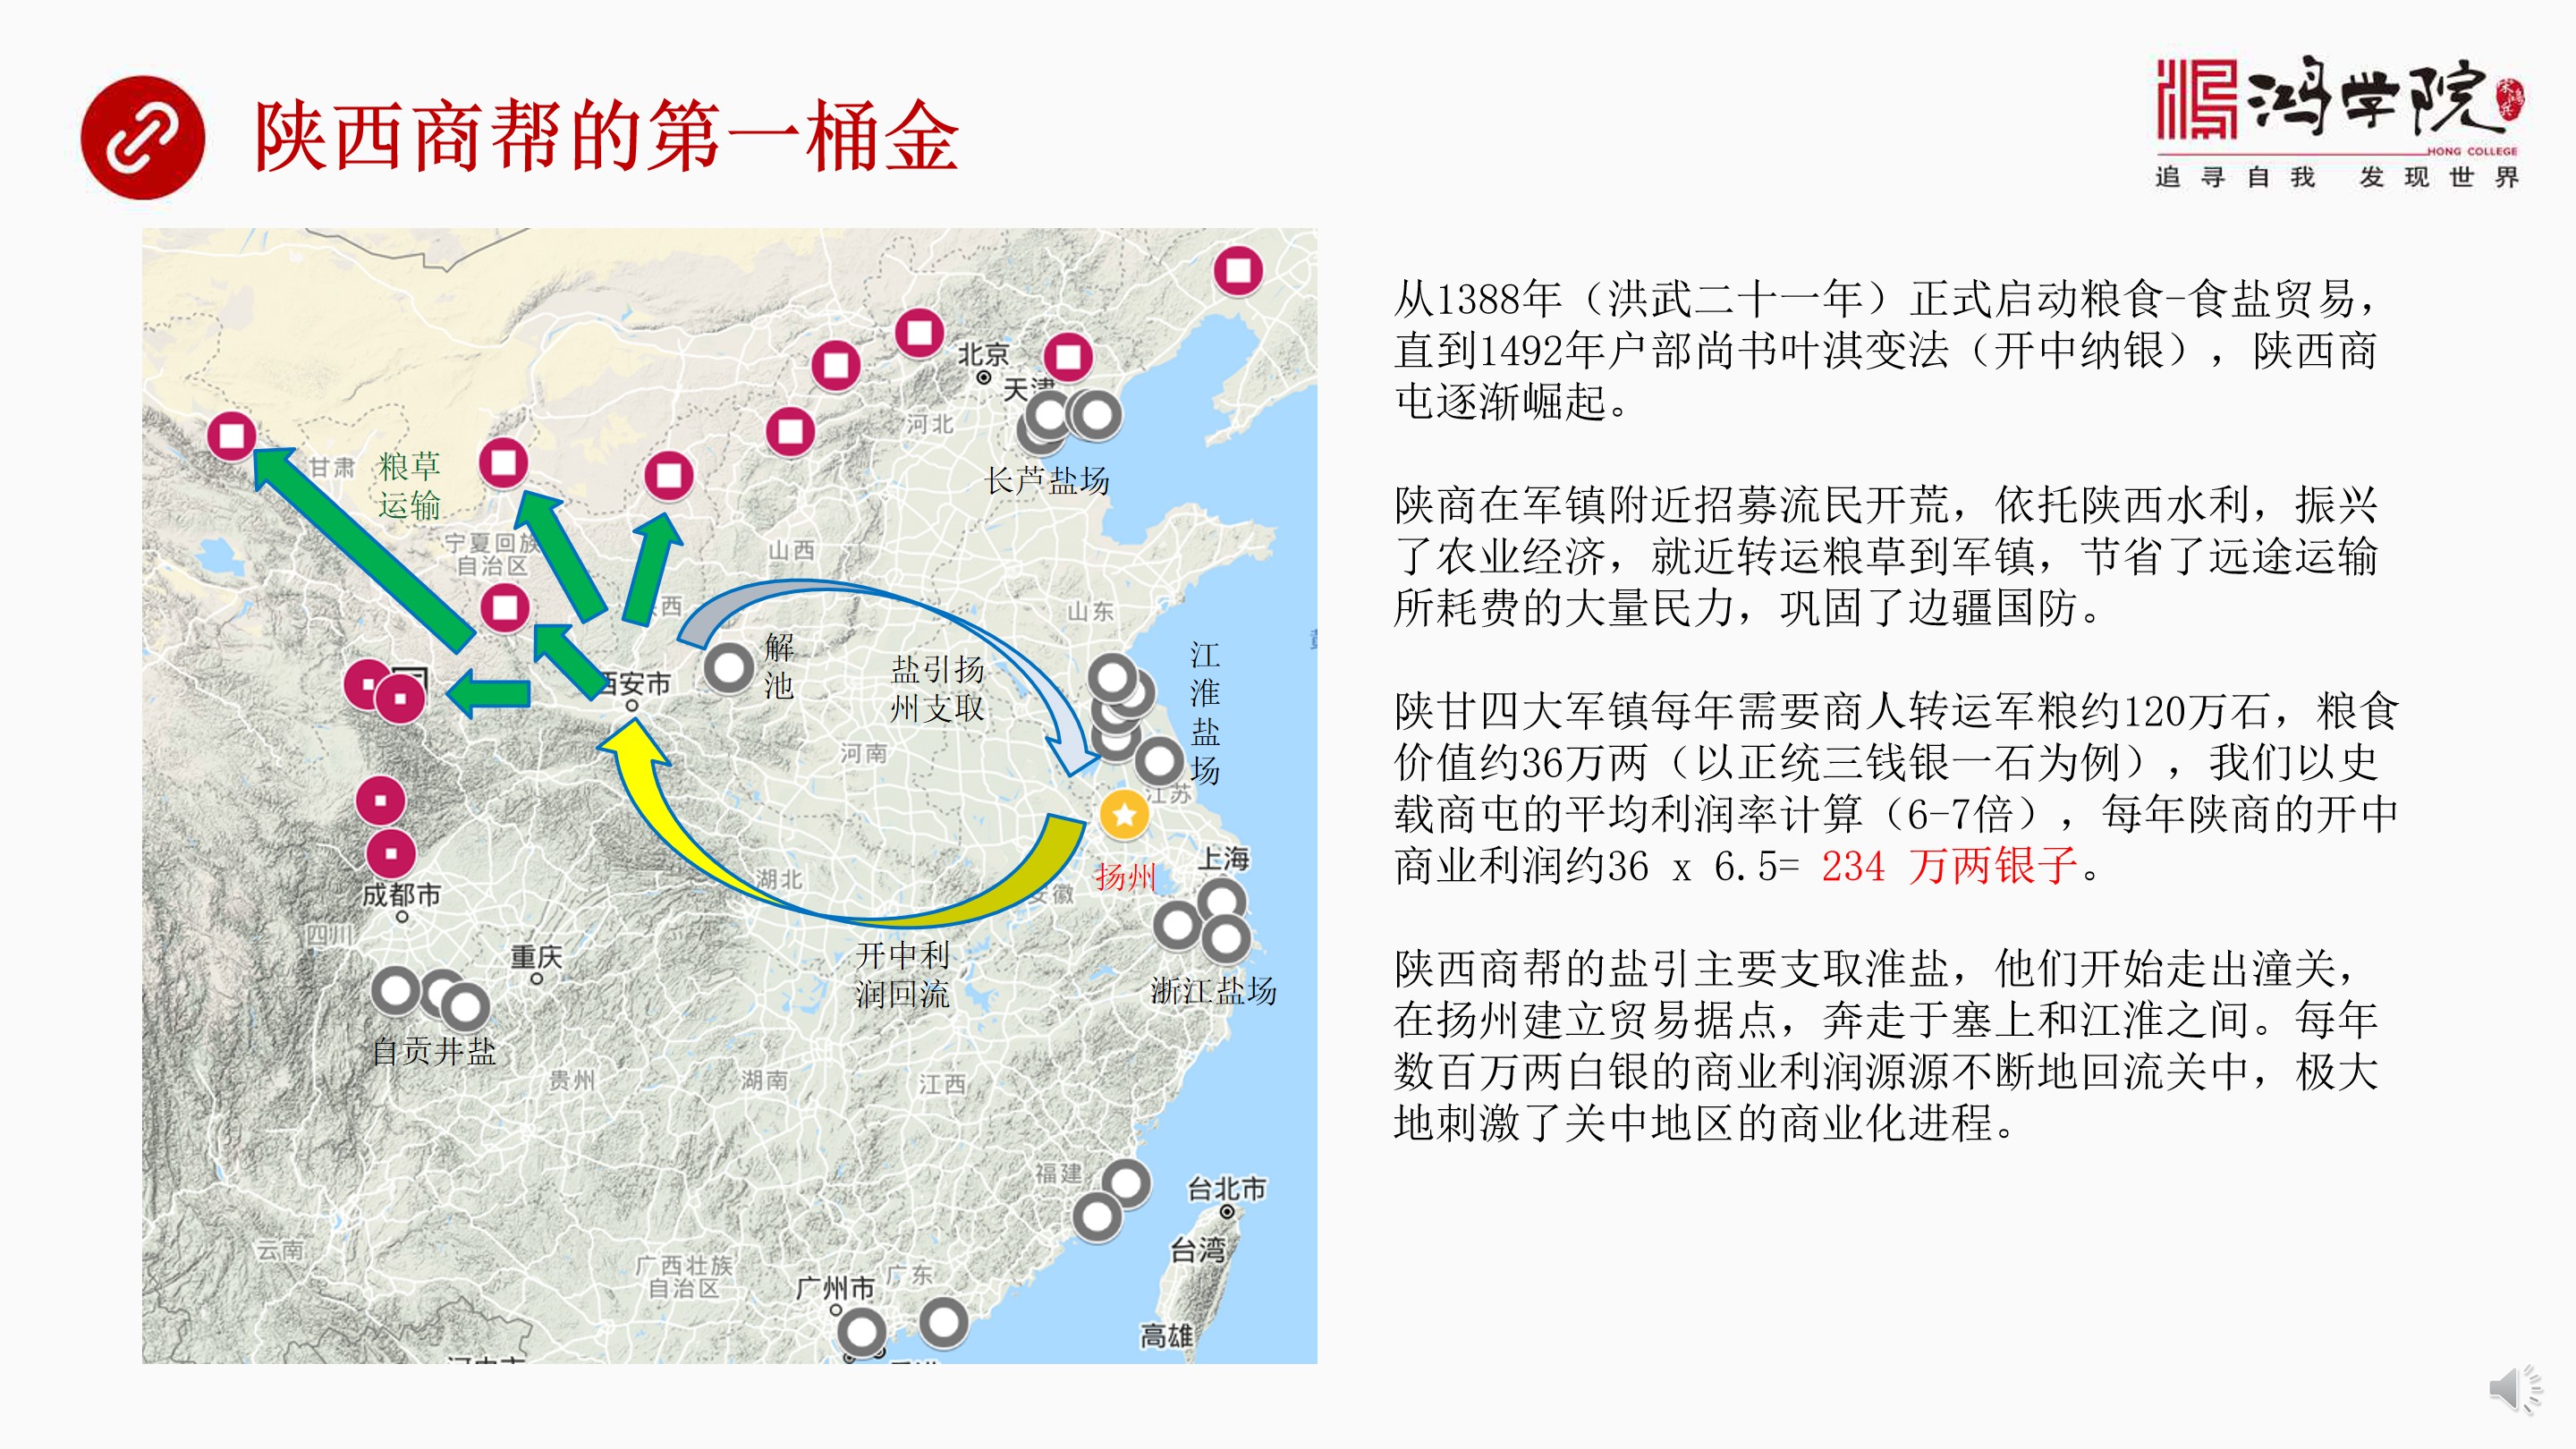 陕西商帮的第一桶金
鸿学院
HONG COLLEGE
追寻自我 发现世界
从1388年（洪武二十一年）正式启动粮食-食盐贸易，
直到1492年户部尚书叶淇变法（开中纳银），陕西商
屯逐渐崛起。
陕商在军镇附近招募流民开荒，依托陕西水利，振兴
了农业经济，就近转运粮草到军镇，节省了远途运输
所耗费的大量民力，巩固了边疆国防。
陕甘四大军镇每年需要商人转运军粮约120万石，粮食
价值约36万两（以正统三钱银一石为例），我们以史
载商屯的平均利润率计算（6-7倍），每年陕商的开中
商业利润约36 x 6.5= 234 万两银子。
陕西商帮的盐引主要支取淮盐，他们开始走出潼关，
在扬州建立贸易据点，奔走于塞上和江淮之间。每年
数百万两白银的商业利润源源不断地回流关中，极大
地刺激了关中地区的商业化进程。
北京
天津
河北
长芦盐场
甘肃
粮草
运输
宁夏回族
自治区
山西
山东
西
解
池
西安市
盐引扬
州支取
江
淮
盐
场
河南
江苏
扬州
上海
湖北
安徽
成都市
四川
重庆
开中利
润回流
浙江盐场
自贡井盐
贵州
湖南
江西
福建
台北市
台湾
云南
广西壮族
自治区
广州市
广东
高雄